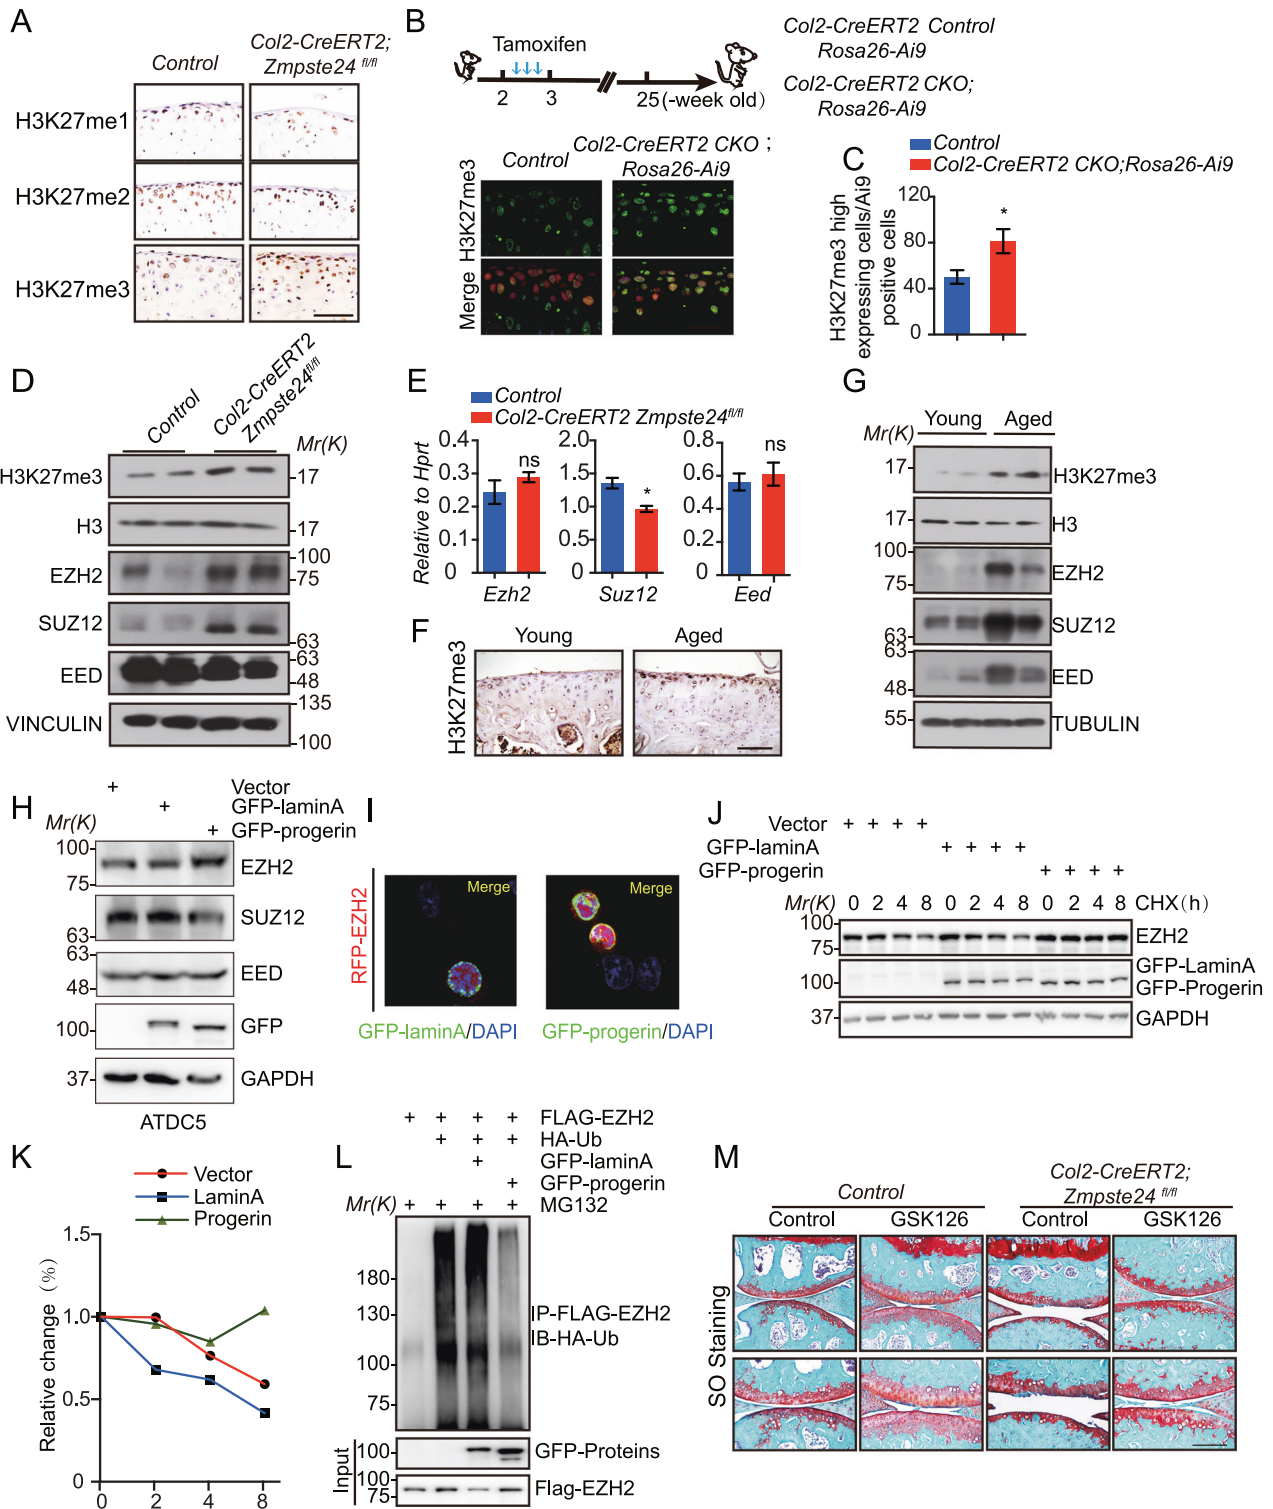 A
Control
Col2-CreERT2;
Zmpste24 fl/fl
H3K27me1
H3K27me2
H3K27me3
B
Tamoxifen
2
3
25(-week old)
Col2-CreERT2 Control
Rosa26-Ai9
Col2-CreERT2 CKO;
Rosa26-Ai9
Control
Col2-CreERT2 CKO;
Rosa26-Ai9
H3K27me3
Merge
C
Control
Col2-CreERT2 CKO;Rosa26-Ai9
H3K27me3 high
expressing cells/Ai9
positive cells
120
80
40
0
*
D
Control
Col2-CreERT2
Zmpste24fl/fl
Mr(K)
H3K27me3
17
H3
17
EZH2
100
75
SUZ12
63
EED
63
48
VINCULIN
135
100
E
Control
Col2-CreERT2 Zmpste24fl/fl
Relative to Hprt
0.4
0.3
0.2
0.1
0
ns
Ezh2
2.0
1.5
1.0
0.5
0
*
Suz12
0.8
0.6
0.4
0.2
0
ns
Eed
F
Young
Aged
H3K27me3
G
Young
Aged
Mr(K)
17
H3K27me3
17
H3
100
75
EZH2
63
SUZ12
63
48
EED
55
TUBULIN
H
+ Vector
+ GFP-laminA
+ GFP-progerin
Mr(K)
100
75
EZH2
63
SUZ12
63
48
EED
100
GFP
37
GAPDH
ATDC5
I
RFP-EZH2
Merge
Merge
GFP-laminA/DAPI
GFP-progerin/DAPI
J
Vector + + + +
GFP-laminA + + + +
GFP-progerin + + + +
Mr(K) 0 2 4 8 0 2 4 8 0 2 4 8 CHX(h)
100
75
EZH2
100
GFP-LaminA
GFP-Progerin
37
GAPDH
K
Vector
LaminA
Progerin
Relative change (%)
1.5
1.0
0.5
0
0 2 4 8
L
+ + + + FLAG-EZH2
+ + + HA-Ub
+ GFP-laminA
+ GFP-progerin
Mr(K) + + + + MG132
180
130
100
75
IP-FLAG-EZH2
IB-HA-Ub
Input
100
GFP-Proteins
100
75
Flag-EZH2
M
Control
Col2-CreERT2;
Zmpste24 fl/fl
Control
GSK126
Control
GSK126
SO Staining